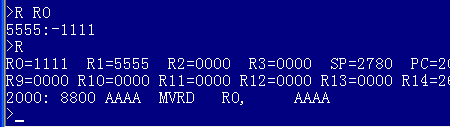 >R R0
5555:-1111
>R
R0=1111 R1=5555 R2=0000 R3=0000 SP=2780 PC=20
R9=0000 R10=0000 R11=0000 R12=0000 R13=0000 R14=26
2000: 8800 AAAA MVRD R0, AAAA
>_